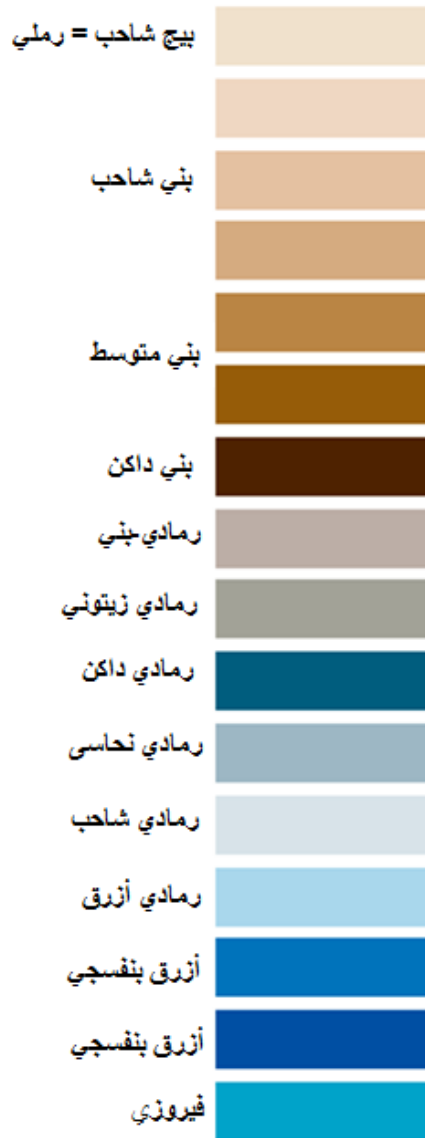 بيج شاحب = رملي
بني شاحب
بني متوسط
بني داكن
رمادي-بني
رمادي زيتوني
رمادي داكن
رمادي نحاسى
رمادي شاحب
رمادي أزرق
أزرق بنفسجي
أزرق بنفسجي
فيروزي